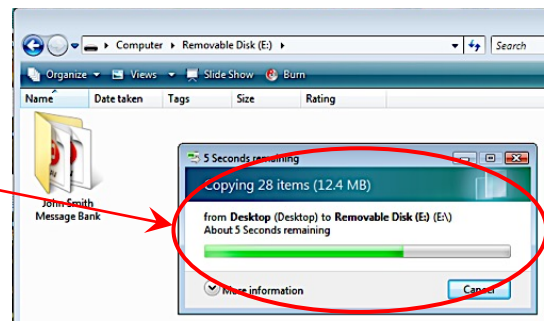 Computer ▸ Removable Disk (E:) ▸
Search
Organize Views Slide Show Burn
Name Date taken Tags Size Rating
John Smith
Message Bank
5 Seconds remaining
Copying 28 items (12.4 MB)
from Desktop (Desktop) to Removable Disk (E:) (E:\)
About 5 Seconds remaining
More information
Cancel